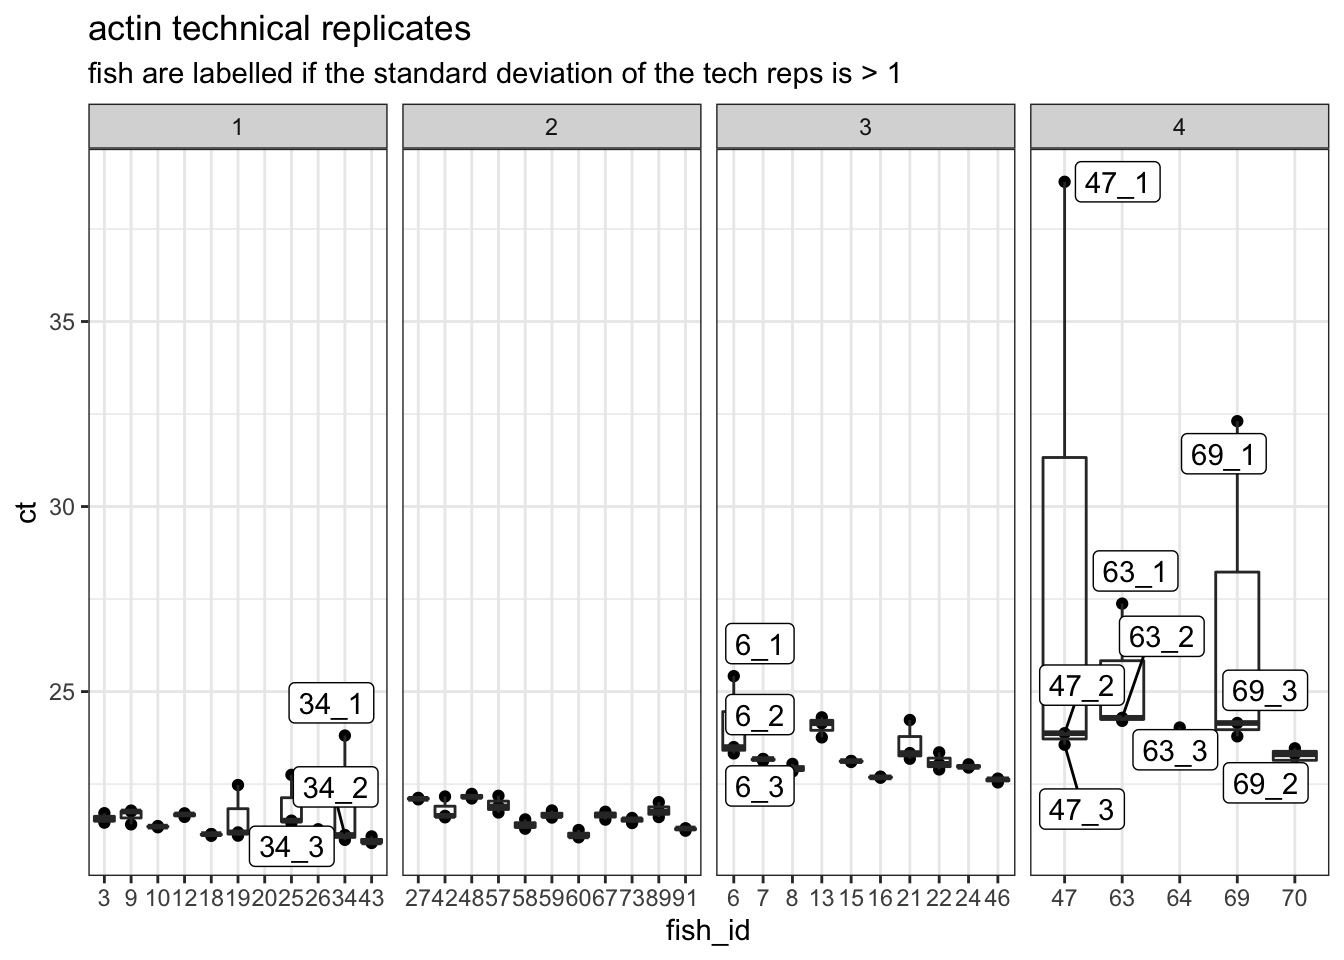 actin technical replicates
fish are labelled if the standard deviation of the tech reps is > 1
1
2
3
4
47_1
35
69_1
30
63_1
6_1
63_2
25
47_2
69_3
34_1
6_2
63_3
34_2
6_3
69_2
47_3
34_3
ct
3 9 10 12 18 19 20 25 26 34 43
27 42 48 57 58 59 60 67 73 89 91
6 7 8 13 15 16 21 22 24 46
47 63 64 69 70
fish_id